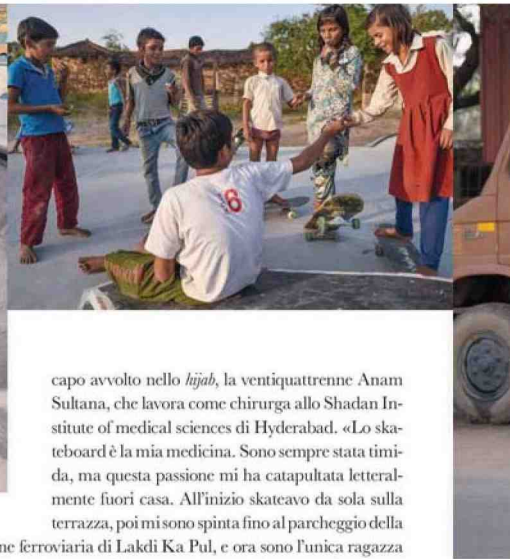 8
capo avvolto nello hijab, la ventiquattrenne Anam
Sultana, che lavora come chirurga allo Shadan In-
stitute of medical sciences di Hyderabad. «Lo ska-
teboard è la mia medicina. Sono sempre stata timi-
da, ma questa passione mi ha catapultata letteral-
mente fuori casa. All'inizio skateavo da sola sulla
terrazza, poi mi sono spinta fino al parcheggio della
ne ferroviaria di Lakdi Ka Pul, e ora sono l'unica ragazza